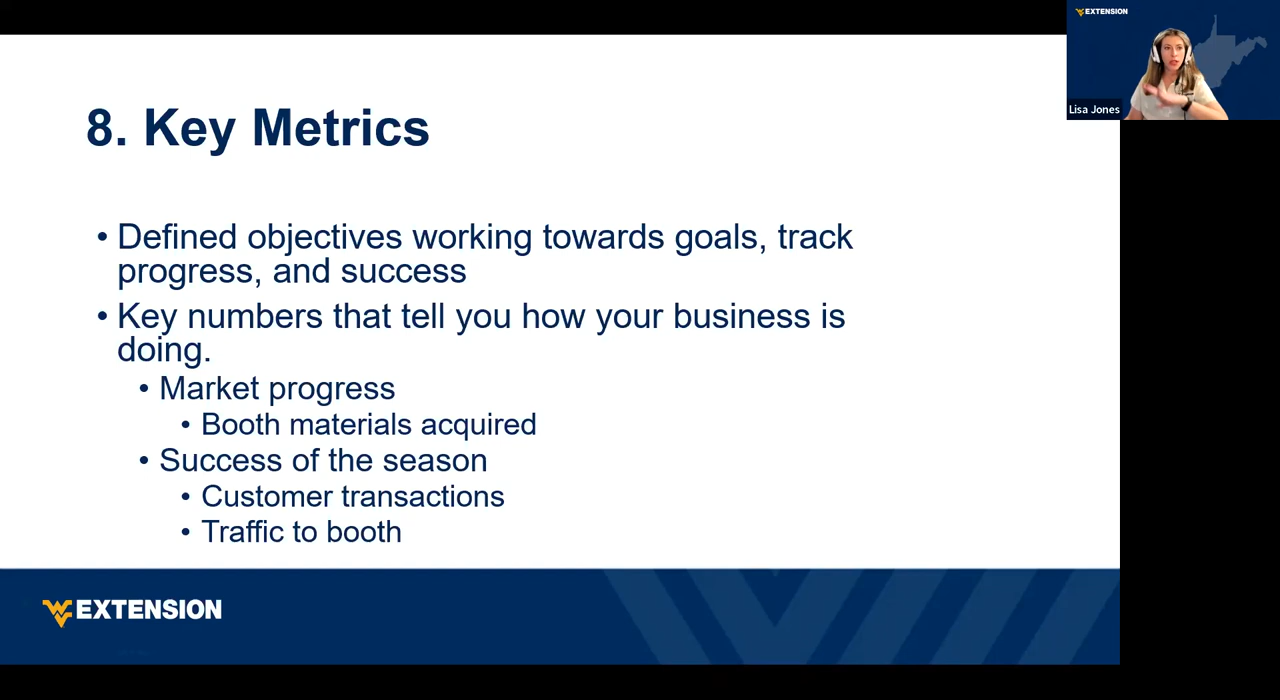 EXTENSION
Lisa Jones
8. Key Metrics
• Defined objectives working towards goals, track
progress, and success
• Key numbers that tell you how your business is
doing.
• Market progress
• Booth materials acquired
• Success of the season
• Customer transactions
• Traffic to booth
EXTENSION